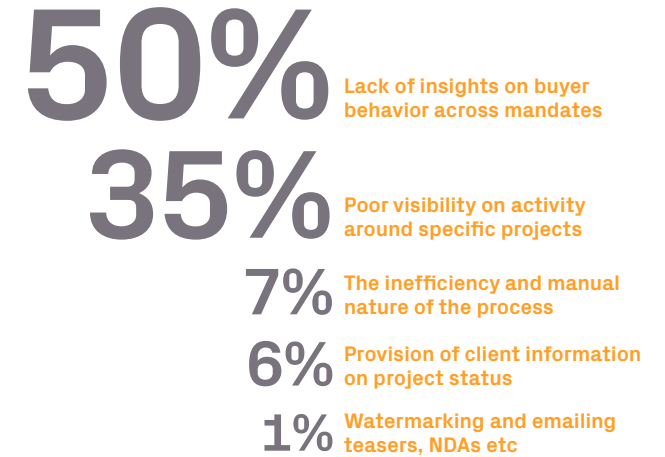 50%
Lack of insights on buyer
behavior across mandates
35%
Poor visibility on activity
around specific projects
7%
The inefficiency and manual
nature of the process
6%
Provision of client information
on project status
1%
Watermarking and emailing
teasers, NDAs etc